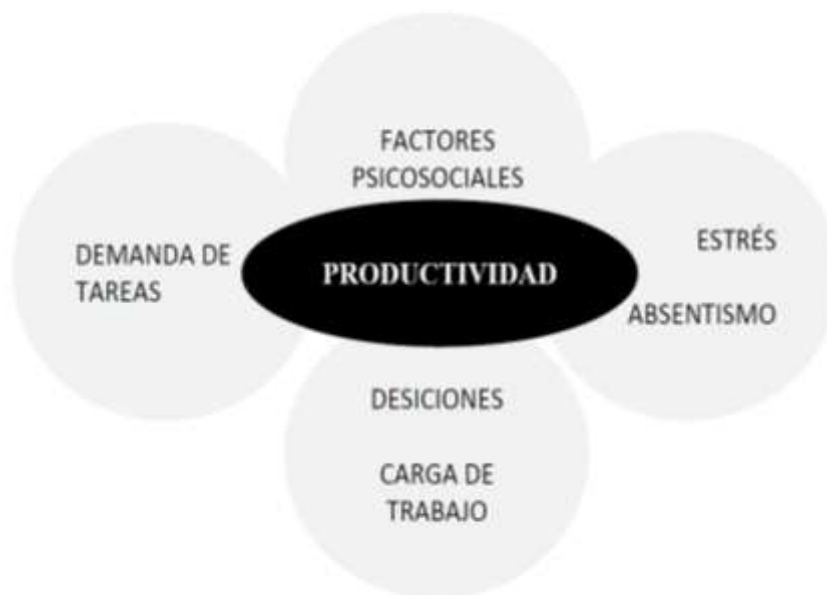 FACTORES
PSICOSOCIALES
DEMANDA DE
TAREAS
PRODUCTIVIDAD
ESTRÉS
ABSENTISMO
DESICIONES
CARGA DE
TRABAJO